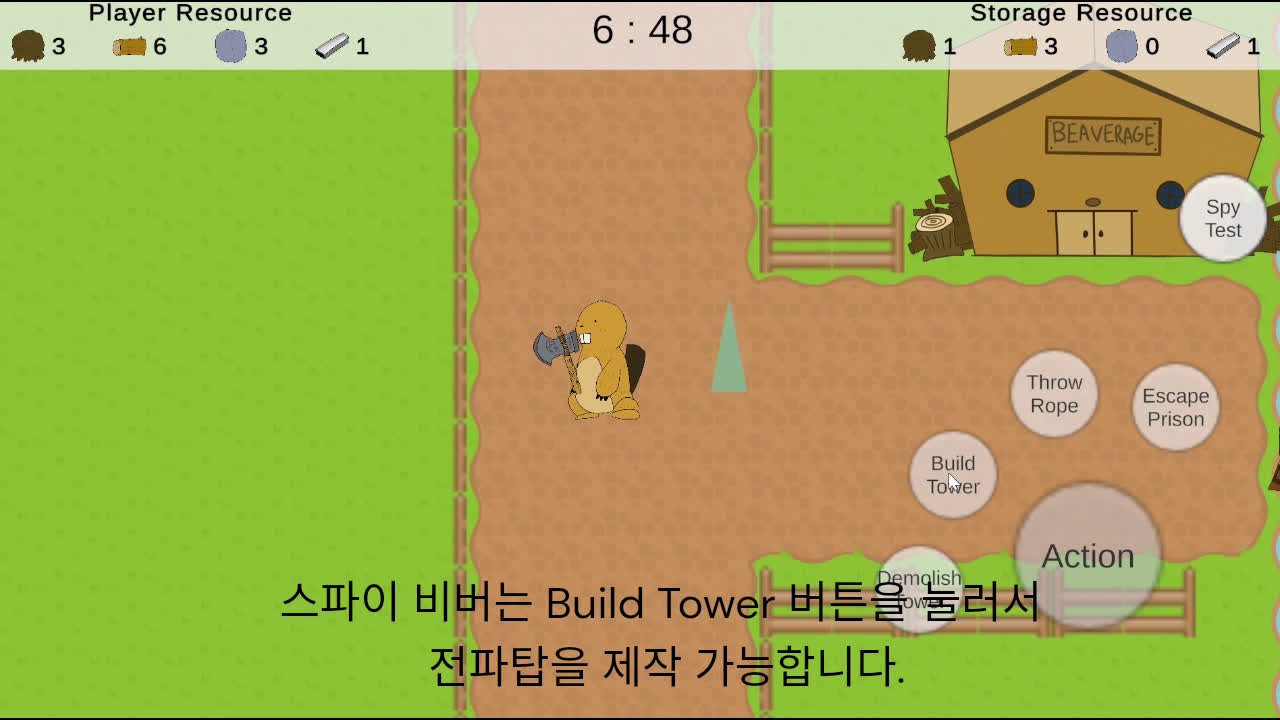 Player Resource
3 6 3 1
6 : 48
Storage Resource
1 3 0 1
BEAVERAGE
Spy
Test
Throw
Rope
Escape
Prison
Build
Tower
Action
Demolish
Tower
스파이 비버는 Build Tower 버튼을 눌러서
전파탑을 제작 가능합니다.